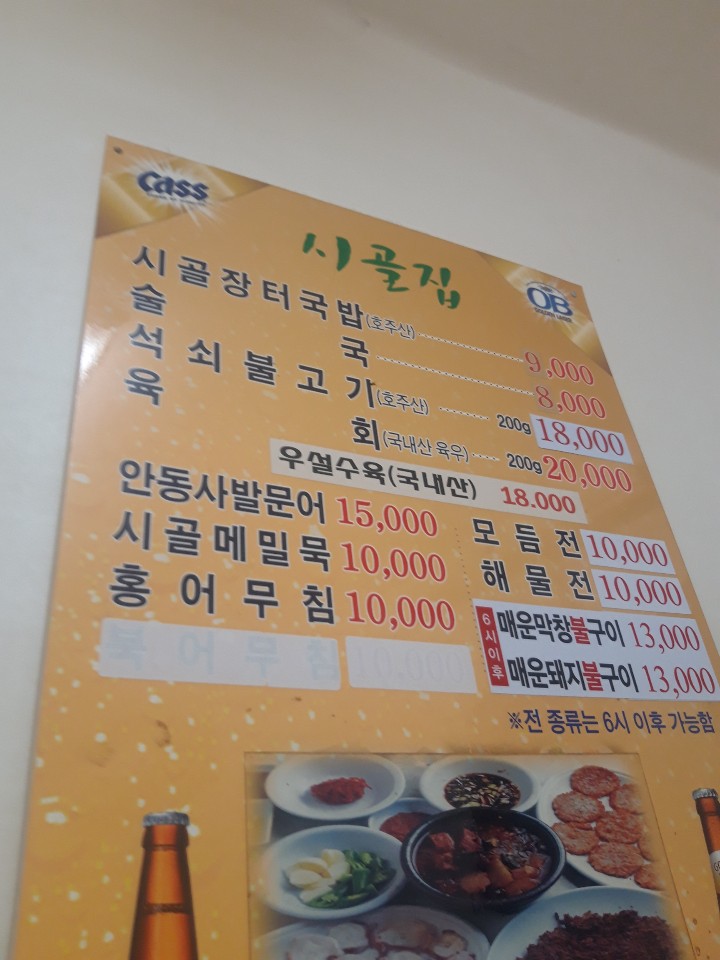 Cass
시골집
OB
시골장터국밥(호주산) 9,000
술국 8,000
석쇠불고기(호주산) 200g 18,000
육회(국내산 육우) 200g 20,000
우설수육(국내산) 18.000
안동사발문어 15,000
시골메밀묵 10,000
홍어무침 10,000
북어무침 10,000
모듬전 10,000
해물전 10,000
6시이후
매운막창불구이 13,000
매운돼지불구이 13,000
※전 종류는 6시 이후 가능함